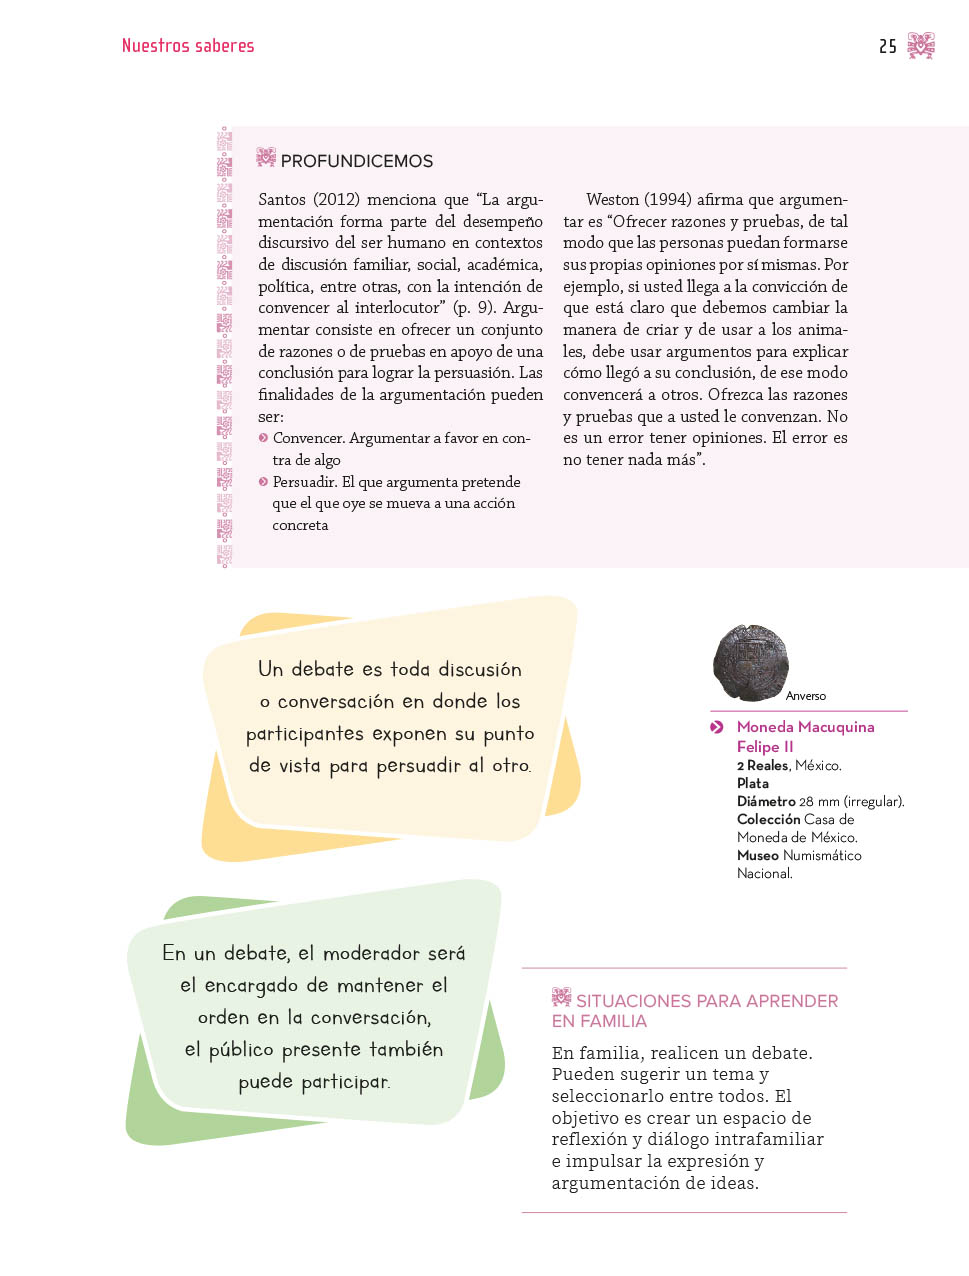 Nuestros saberes
25
PROFUNDICEMOS
Santos (2012) menciona que “La argu-
mentación forma parte del desempeño
discursivo del ser humano en contextos
de discusión familiar, social, académica,
política, entre otras, con la intención de
convencer al interlocutor” (p. 9). Argu-
mentar consiste en ofrecer un conjunto
de razones o de pruebas en apoyo de una
conclusión para lograr la persuasión. Las
finalidades de la argumentación pueden
ser:
Convencer. Argumentar a favor en con-
tra de algo
Persuadir. El que argumenta pretende
que el que oye se mueva a una acción
concreta
Weston (1994) afirma que argumen-
tar es “Ofrecer razones y pruebas, de tal
modo que las personas puedan formarse
sus propias opiniones por sí mismas. Por
ejemplo, si usted llega a la convicción de
que está claro que debemos cambiar la
manera de criar y de usar a los anima-
les, debe usar argumentos para explicar
cómo llegó a su conclusión, de ese modo
convencerá a otros. Ofrezca las razones
y pruebas que a usted le convenzan. No
es un error tener opiniones. El error es
no tener nada más”.
Un debate es toda discusión
o conversación en donde los
participantes exponen su punto
de vista para persuadir al otro.
Anverso
Moneda Macuquina
Felipe II
2 Reales, México.
Plata
Diámetro 28 mm (irregular).
Colección Casa de
Moneda de México.
Museo Numismático
Nacional.
En un debate, el moderador será
el encargado de mantener el
orden en la conversación,
el público presente también
puede participar.
SITUACIONES PARA APRENDER
EN FAMILIA
En familia, realicen un debate.
Pueden sugerir un tema y
seleccionarlo entre todos. El
objetivo es crear un espacio de
reflexión y diálogo intrafamiliar
e impulsar la expresión y
argumentación de ideas.